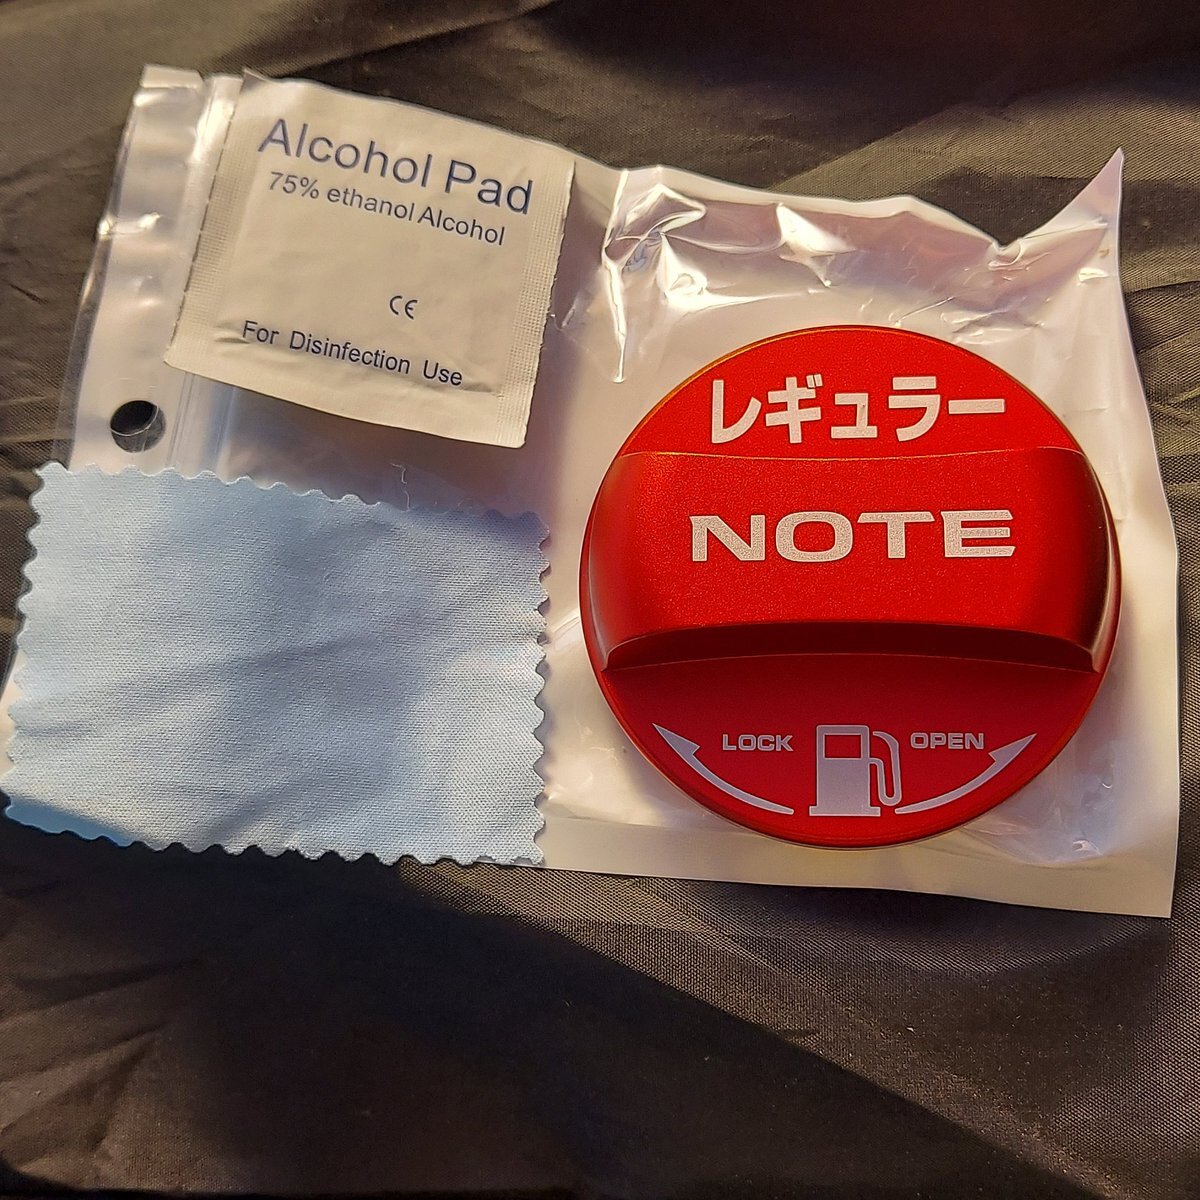 Alcohol Pad
75% ethanol Alcohol
CE
For Disinfection Use
レギュラー
NOTE
LOCK
OPEN